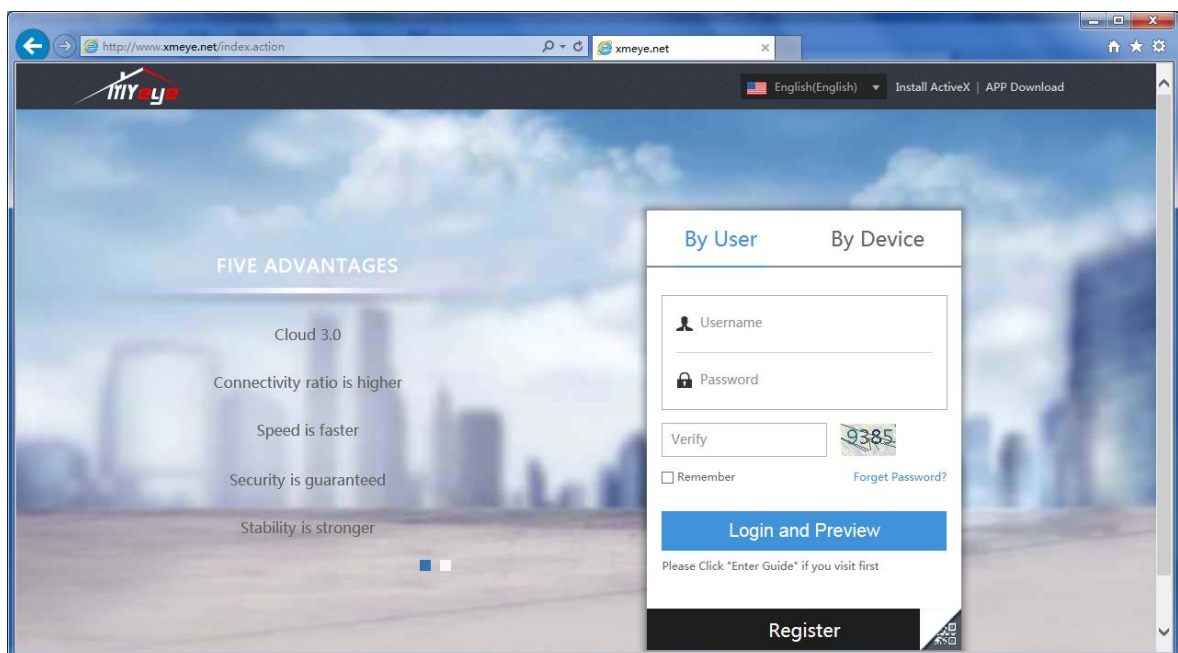 http://www.xmeye.net/index.action
xmeye.net
MYeye
English(English)
Install ActiveX | APP Download
FIVE ADVANTAGES
Cloud 3.0
Connectivity ratio is higher
Speed is faster
Security is guaranteed
Stability is stronger
By User
By Device
Username
Password
Verify
9385
Remember
Forget Password?
Login and Preview
Please Click "Enter Guide" if you visit first
Register